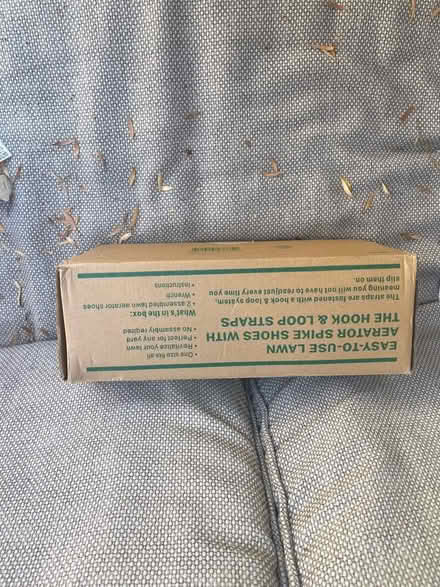 EASY-TO-USE LAWN
AERATOR SPIKE SHOES WITH
THE HOOK & LOOP STRAPS
The straps are fastened with a hook & loop system,
meaning you will not have to readjust every time you
slip them on.
• One size fits all
• Revitalize your lawn
• Perfect for any yard
• No assembly reqired
What's in the box:
• 2 assembled lawn aerator shoes
• Wrench
• Instructions